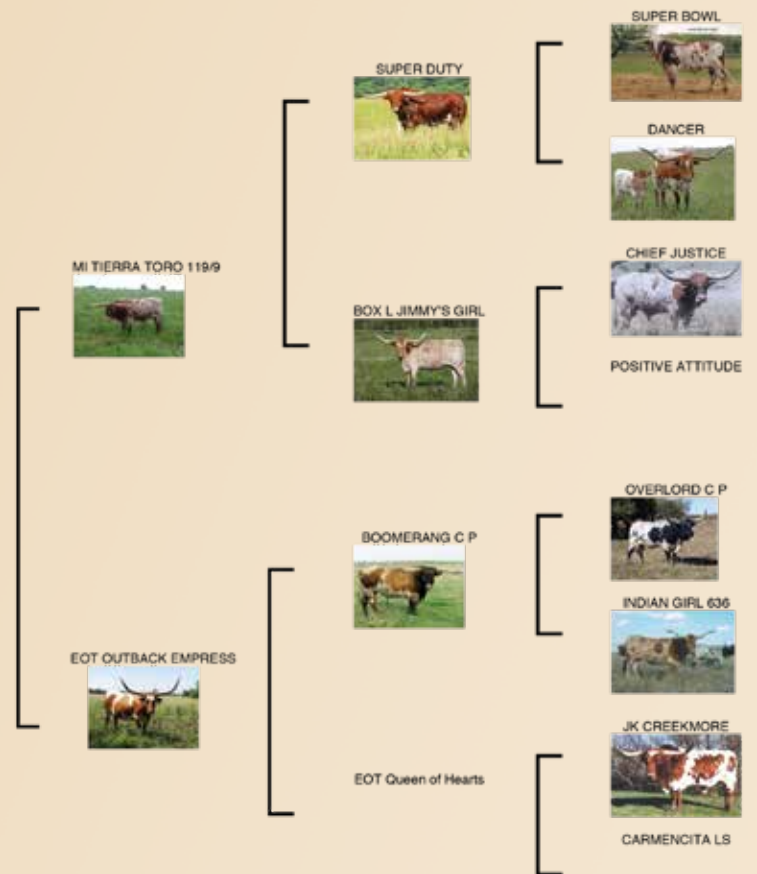 SUPER BOWL
SUPER DUTY
DANCER
MI TIERRA TORO 119/9
CHIEF JUSTICE
BOX L JIMMY'S GIRL
POSITIVE ATTITUDE
OVERLORD C P
BOOMERANG C P
INDIAN GIRL 636
EOT OUTBACK EMPRESS
JK CREEKMORE
EOT Queen of Hearts
CARMENCITA LS